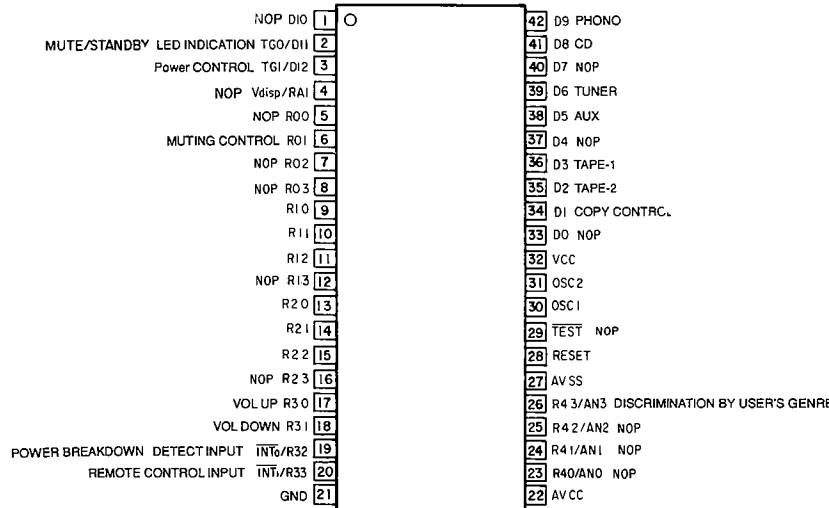 NOP D10 1
MUTE/STANDBY LED INDICATION TG0/D11 2
Power CONTROL TG1/D12 3
NOP Vdisp/RA1 4
NOP R00 5
MUTING CONTROL R01 6
NOP R02 7
NOP R03 8
R10 9
R11 10
R12 11
NOP R13 12
R20 13
R21 14
R22 15
NOP R23 16
VOL UP R30 17
VOL DOWN R31 18
POWER BREAKDOWN DETECT INPUT INT0/R32 19
REMOTE CONTROL INPUT INT1/R33 20
GND 21
42 D9 PHONO
41 D8 CD
40 D7 NOP
39 D6 TUNER
38 D5 AUX
37 D4 NOP
36 D3 TAPE-1
35 D2 TAPE-2
34 D1 COPY CONTROL
33 D0 NOP
32 VCC
31 OSC2
30 OSC1
29 TEST NOP
28 RESET
27 AVSS
26 R43/AN3 DISCRIMINATION BY USER'S GENRE
25 R42/AN2 NOP
24 R41/AN1 NOP
23 R40/AN0 NOP
22 AVCC